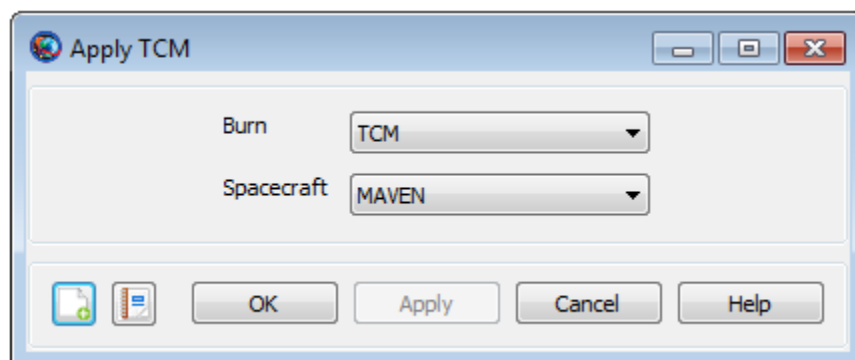 Apply TCM
Burn TCM
Spacecraft MAVEN
OK Apply Cancel Help